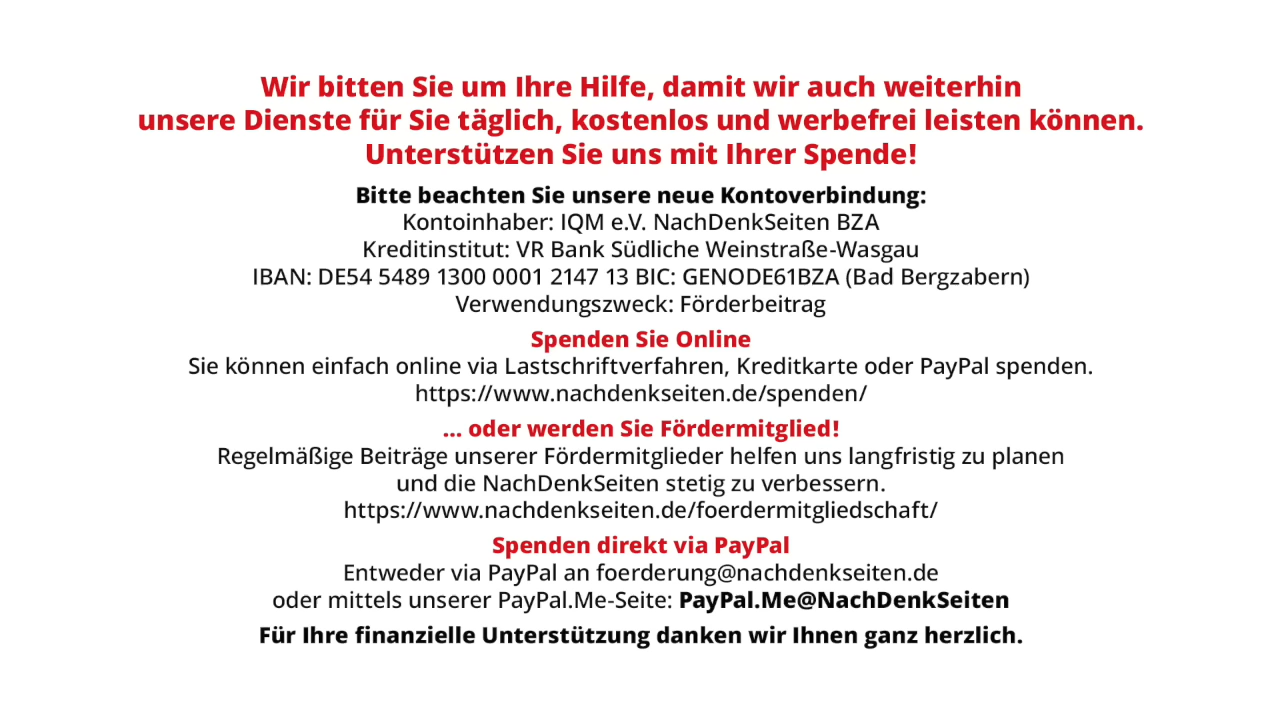 Wir bitten Sie um Ihre Hilfe, damit wir auch weiterhin
unsere Dienste für Sie täglich, kostenlos und werbefrei leisten können.
Unterstützen Sie uns mit Ihrer Spende!
Bitte beachten Sie unsere neue Kontoverbindung:
Kontoinhaber: IQM e.V. NachDenkSeiten BZA
Kreditinstitut: VR Bank Südliche Weinstraße-Wasgau
IBAN: DE54 5489 1300 0001 2147 13 BIC: GENODE61BZA (Bad Bergzabern)
Verwendungszweck: Förderbeitrag
Spenden Sie Online
Sie können einfach online via Lastschriftverfahren, Kreditkarte oder PayPal spenden.
https://www.nachdenkseiten.de/spenden/
... oder werden Sie Fördermitglied!
Regelmäßige Beiträge unserer Fördermitglieder helfen uns langfristig zu planen
und die NachDenkSeiten stetig zu verbessern.
https://www.nachdenkseiten.de/foerdermitgliedschaft/
Spenden direkt via PayPal
Entweder via PayPal an foerderung@nachdenkseiten.de
oder mittels unserer PayPal.Me-Seite: PayPal.Me@NachDenkSeiten
Für Ihre finanzielle Unterstützung danken wir Ihnen ganz herzlich.